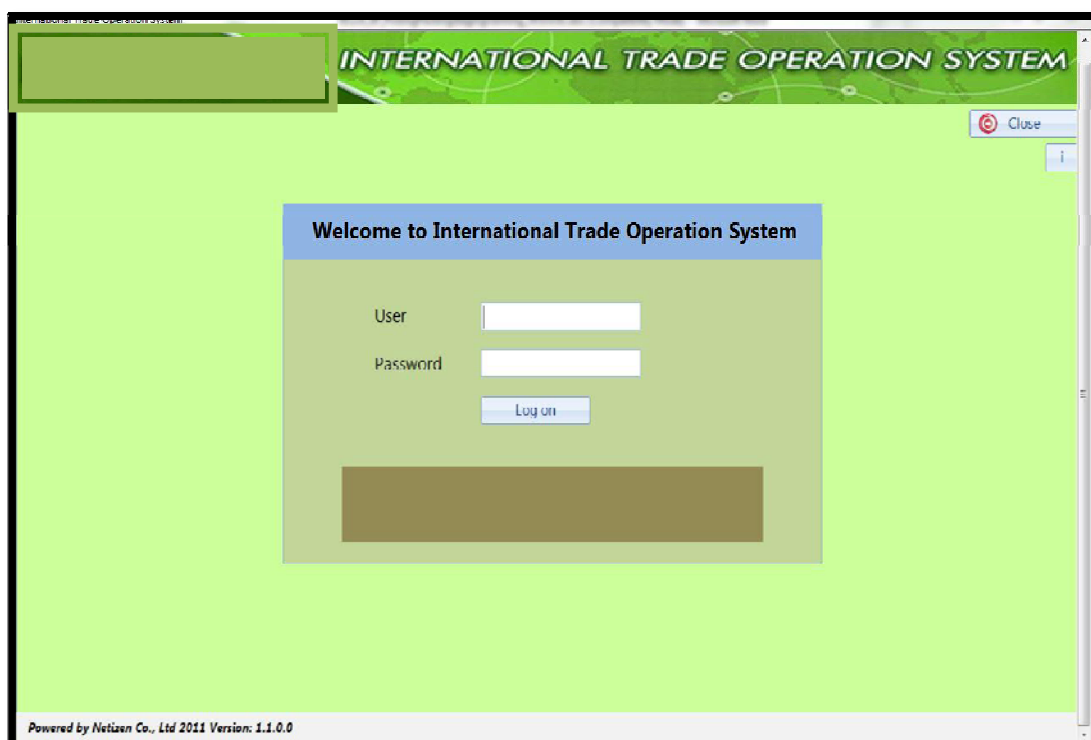 International Trade Operation System
INTERNATIONAL TRADE OPERATION SYSTEM
Close
i
Welcome to International Trade Operation System
User
Password
Log on
Powered by Netizen Co., Ltd 2011 Version: 1.1.0.0